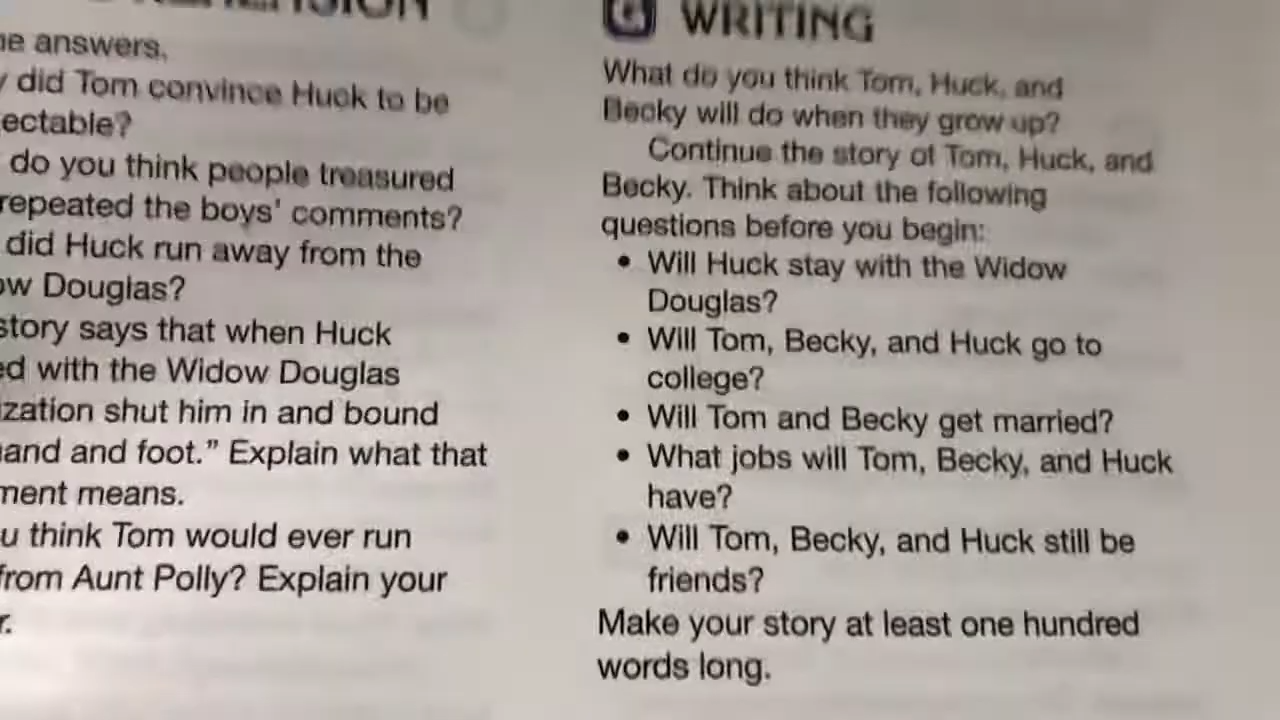 he answers.
did Tom convince Huck to be
ectable?
do you think people treasured
repeated the boys' comments?
did Huck run away from the
ow Douglas?
story says that when Huck
ed with the Widow Douglas
ization shut him in and bound
hand and foot.” Explain what that
ment means.
u think Tom would ever run
from Aunt Polly? Explain your
r.
WRITING
What do you think Tom, Huck, and
Becky will do when they grow up?
Continue the story of Tom, Huck, and
Becky. Think about the following
questions before you begin:
• Will Huck stay with the Widow
Douglas?
• Will Tom, Becky, and Huck go to
college?
• Will Tom and Becky get married?
• What jobs will Tom, Becky, and Huck
have?
• Will Tom, Becky, and Huck still be
friends?
Make your story at least one hundred
words long.